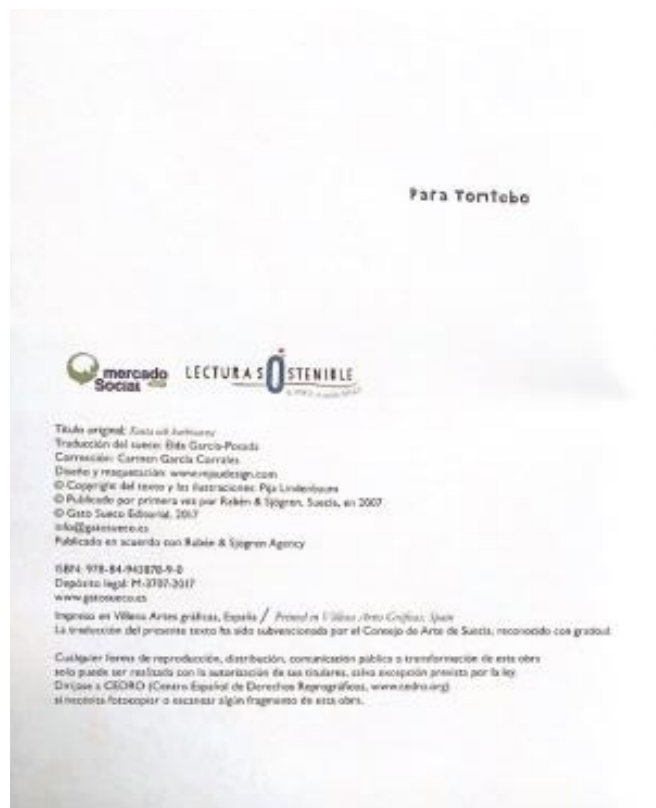 Para Tomtebo
mercado
Social
LECTURA SOSTENIBLE
Título original:
Traducción del sueco: Elda García-Posada
Corrección: Carmen García Corrales
Diseño y maquetación: www.rojaudesign.com
© Copyright del texto y las ilustraciones: Pija Lindenbaum
© Publicado por primera vez por Rabén & Sjögren, Suecia, en 2007
© Gato Sueco Editorial, 2017
info@gatosueco.es
Publicado en acuerdo con Rabén & Sjögren Agency
ISBN: 978-84-943878-9-0
Depósito legal: M-3707-2017
www.gatosueco.es
Impreso en Villena Artes gráficas, España / Printed in Villena Artes Gráficas, Spain
La traducción del presente texto ha sido subvencionada por el Consejo de Arte de Suecia, reconocido con gratitud
Cualquier forma de reproducción, distribución, comunicación pública o transformación de esta obra
solo puede ser realizada con la autorización de sus titulares, salvo excepción prevista por la ley.
Diríjase a CEDRO (Centro Español de Derechos Reprográficos, www.cedro.org)
si necesita fotocopiar o escanear algún fragmento de esta obra.